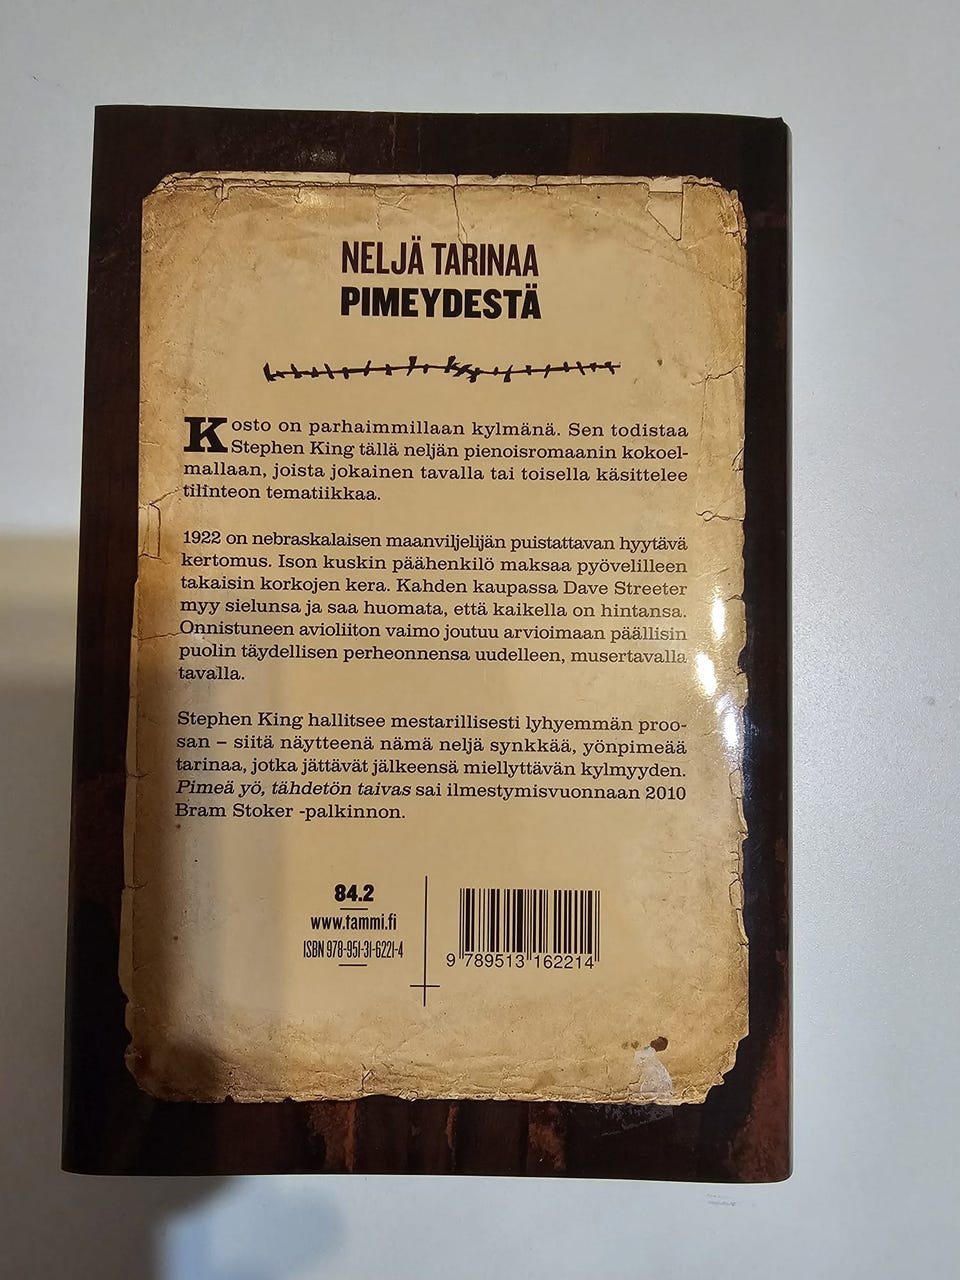 NELJÄ TARINAA
PIMEYDESTÄ
Kosto on parhaimmillaan kylmänä. Sen todistaa
Stephen King tällä neljän pienoisromaanin kokoel-
mallaan, joista jokainen tavalla tai toisella käsittelee
tilinteon tematiikkaa.
1922 on nebraskalaisen maanviljelijän puistattavan hyytävä
kertomus. Ison kuskin päähenkilö maksaa pyövelilleen
takaisin korkojen kera. Kahden kaupassa Dave Streeter
myy sielunsa ja saa huomata, että kaikella on hintansa.
Onnistuneen avioliiton vaimo joutuu arvioimaan päällisin
puolin täydellisen perheonnensa uudelleen, musertavalla
tavalla.
Stephen King hallitsee mestarillisesti lyhyemmän proo-
san – siitä näytteenä nämä neljä synkkää, yönpimeää
tarinaa, jotka jättävät jälkeensä miellyttävän kylmyyden.
Pimeä yö, tähdetön taivas sai ilmestymisvuonnaan 2010
Bram Stoker -palkinnon.
84.2
www.tammi.fi
ISBN 978-951-31-6221-4
9 789513 162214